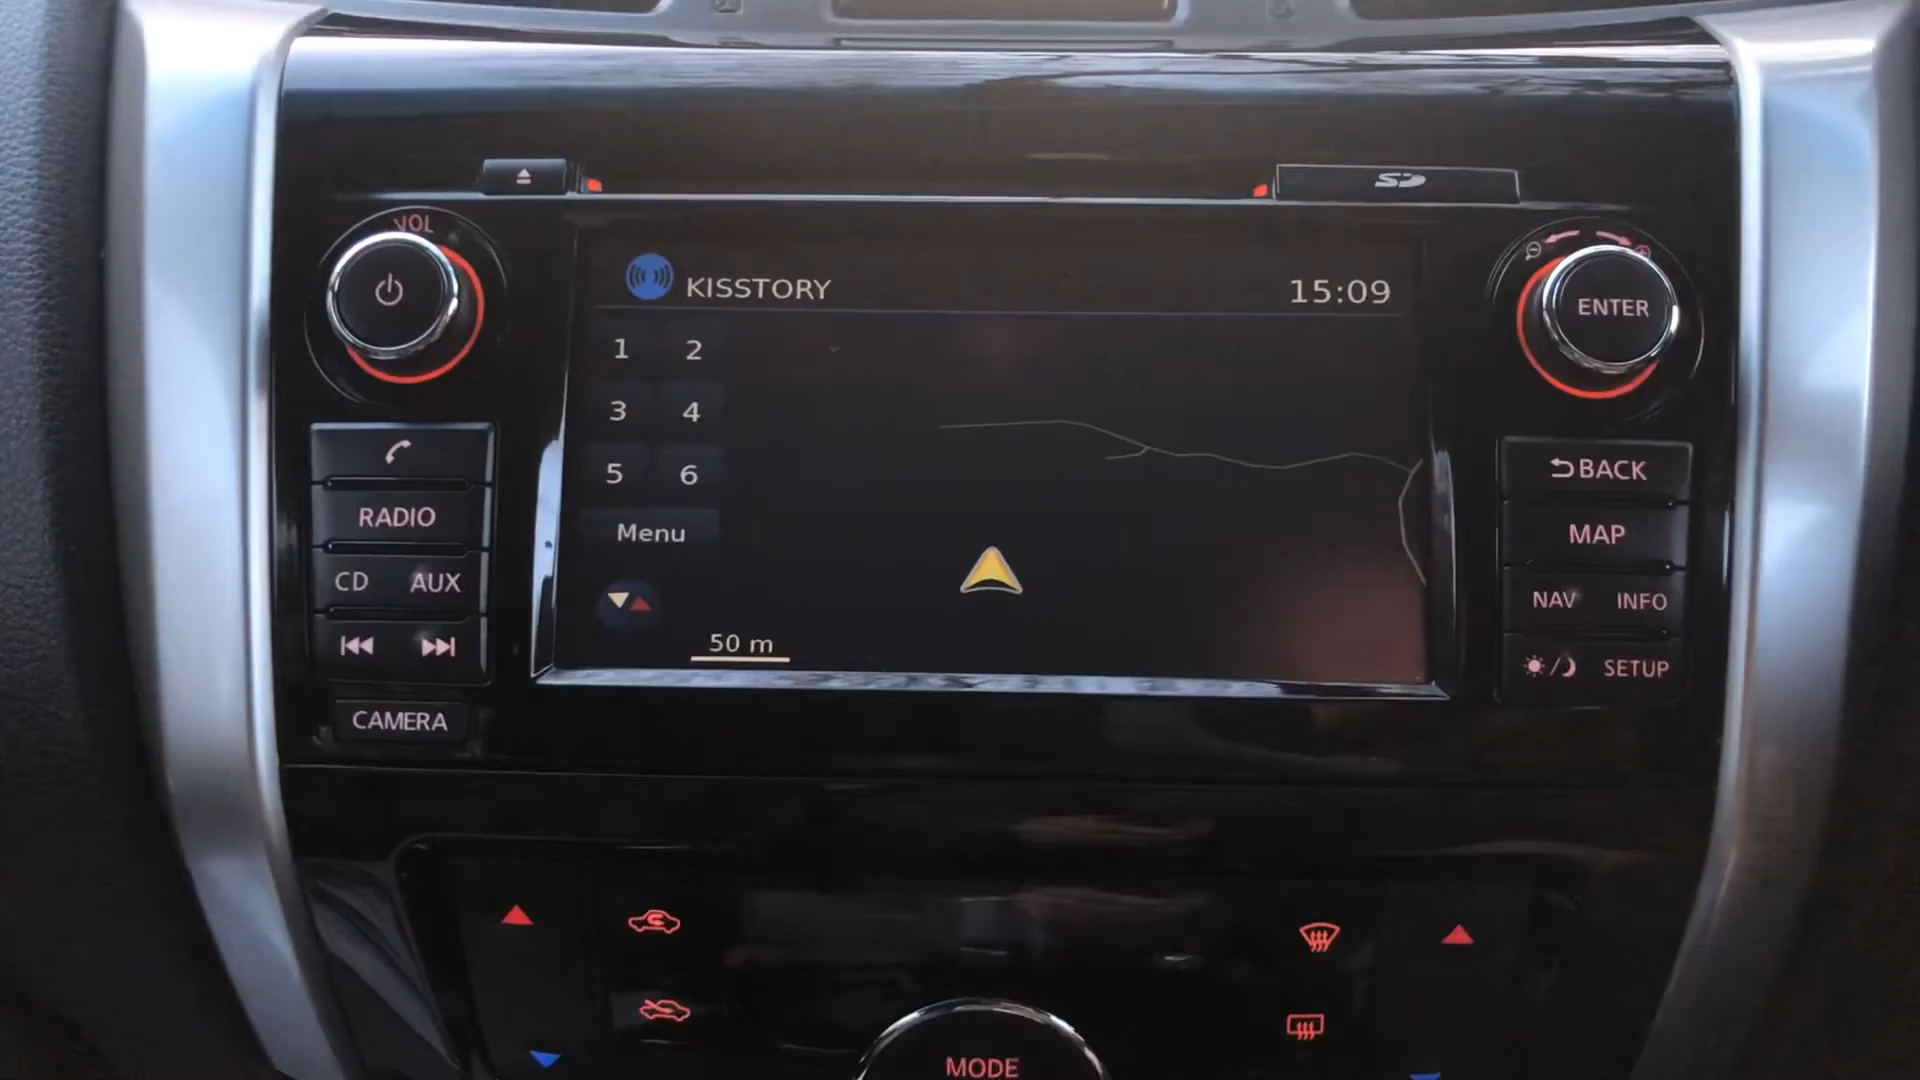 SD
VOL
KISSTORY
15:09
ENTER
1 2
3 4
5 6
Menu
50 m
RADIO
CD AUX
CAMERA
BACK
MAP
NAV INFO
SETUP
MODE